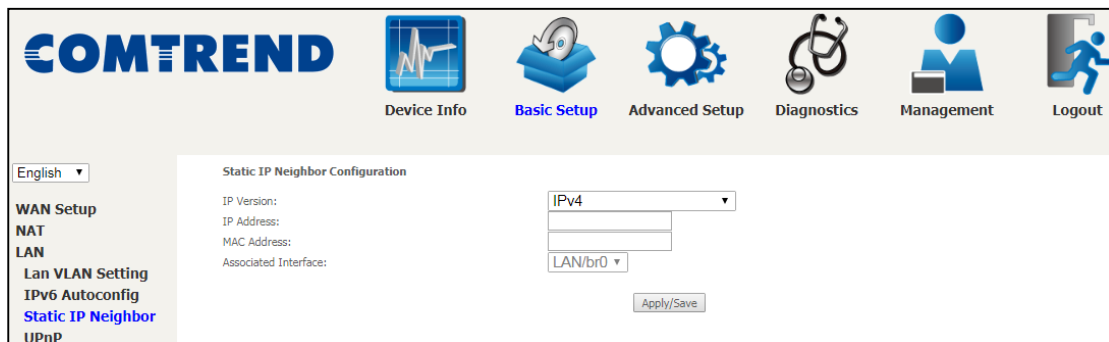 COMTREND
Device Info
Basic Setup
Advanced Setup
Diagnostics
Management
Logout
English
WAN Setup
NAT
LAN
Lan VLAN Setting
IPv6 Autoconfig
Static IP Neighbor
UPnP
Static IP Neighbor Configuration
IP Version: IPv4
IP Address:
MAC Address:
Associated Interface: LAN/br0
Apply/Save